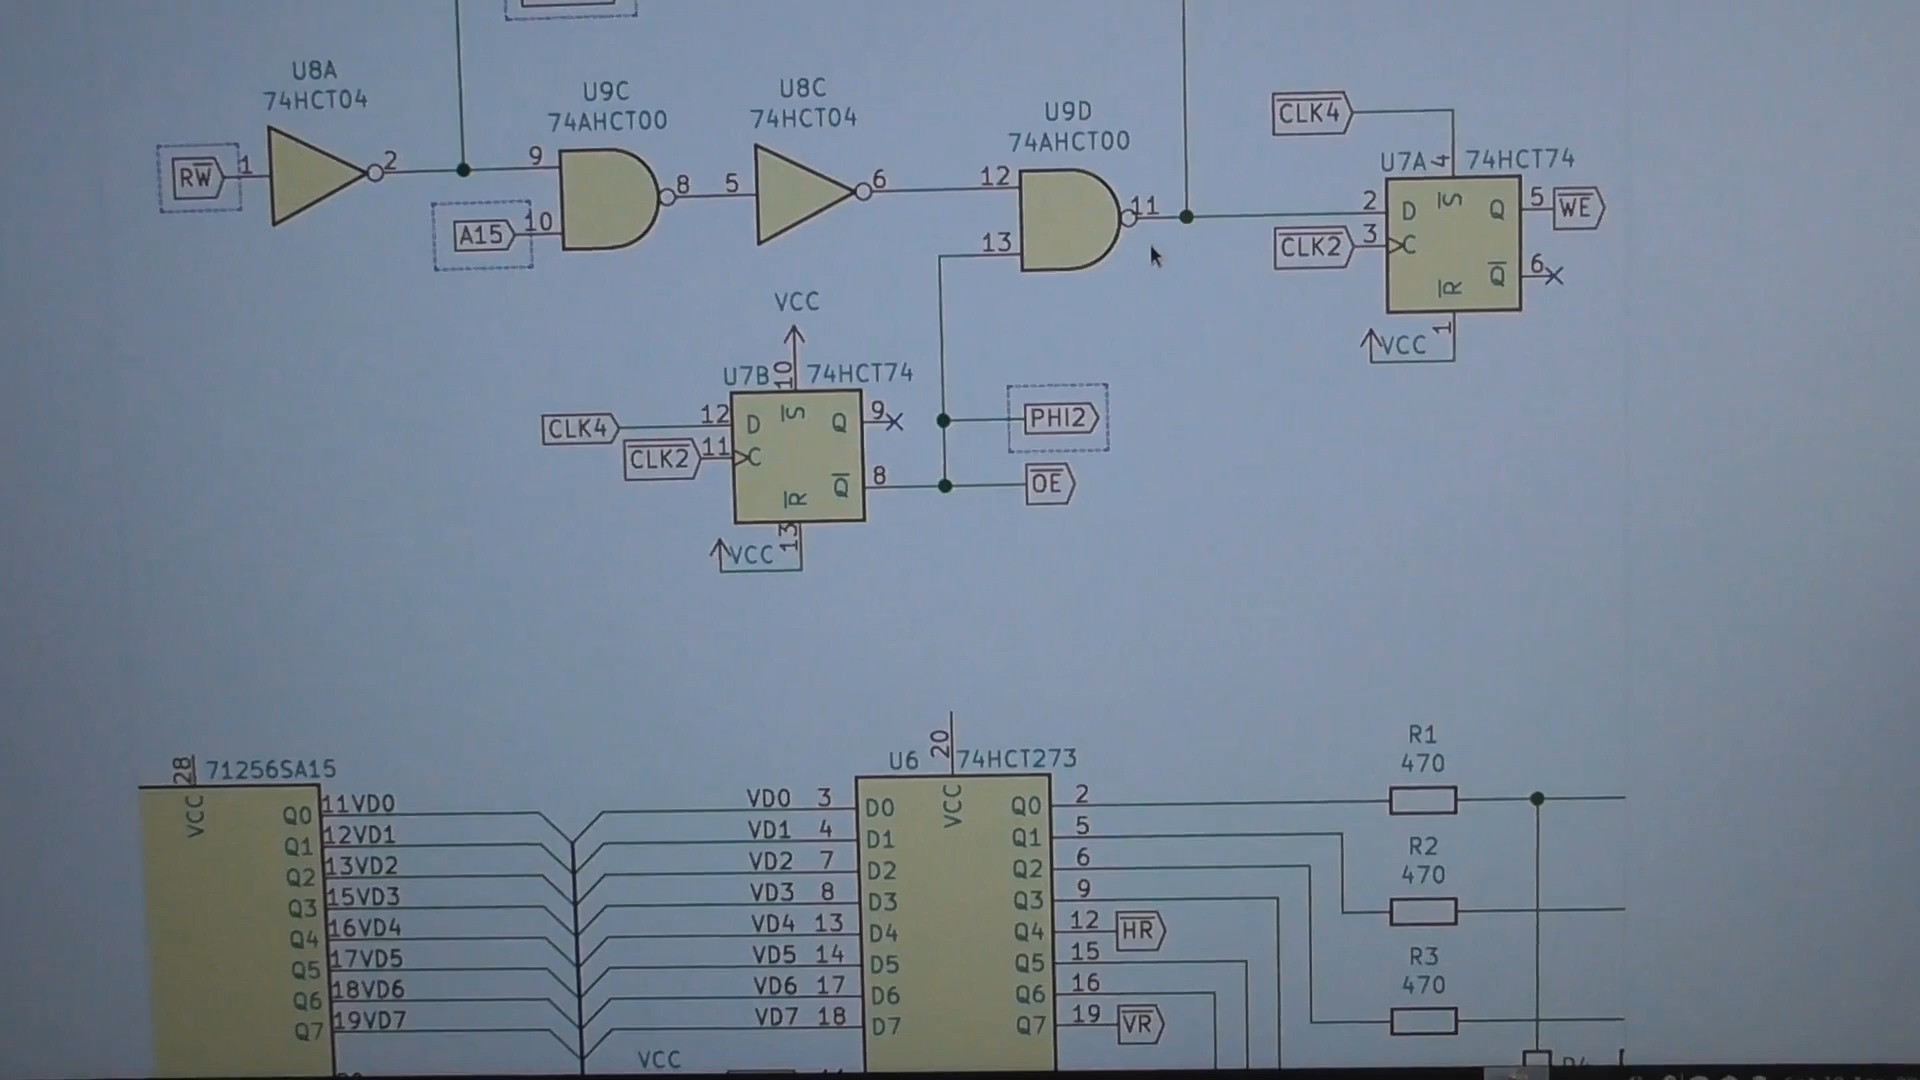 U8A
74HCT04
RW
1
2
U9C
74AHCT00
9
10
8
A15
U8C
74HCT04
5
6
U9D
74AHCT00
12
13
11
CLK4
U7A
4
74HCT74
2
D
S
Q
5
WE
CLK2
3
C
Q
6
R
VCC
1
VCC
U7B
10
74HCT74
CLK4
12
D
S
Q
9
CLK2
11
C
R
Q
8
VCC
13
PHI2
OE
28
71256SA15
VCC
Q0
11VD0
Q1
12VD1
Q2
13VD2
Q3
15VD3
Q4
16VD4
Q5
17VD5
Q6
18VD6
Q7
19VD7
VCC
U6
20
74HCT273
VCC
VD0 3 D0 Q0 2
VD1 4 D1 Q1 5
VD2 7 D2 Q2 6
VD3 8 D3 Q3 9
VD4 13 D4 Q4 12 HR
VD5 14 D5 Q5 15
VD6 17 D6 Q6 16
VD7 18 D7 Q7 19 VR
R1
470
R2
470
R3
470